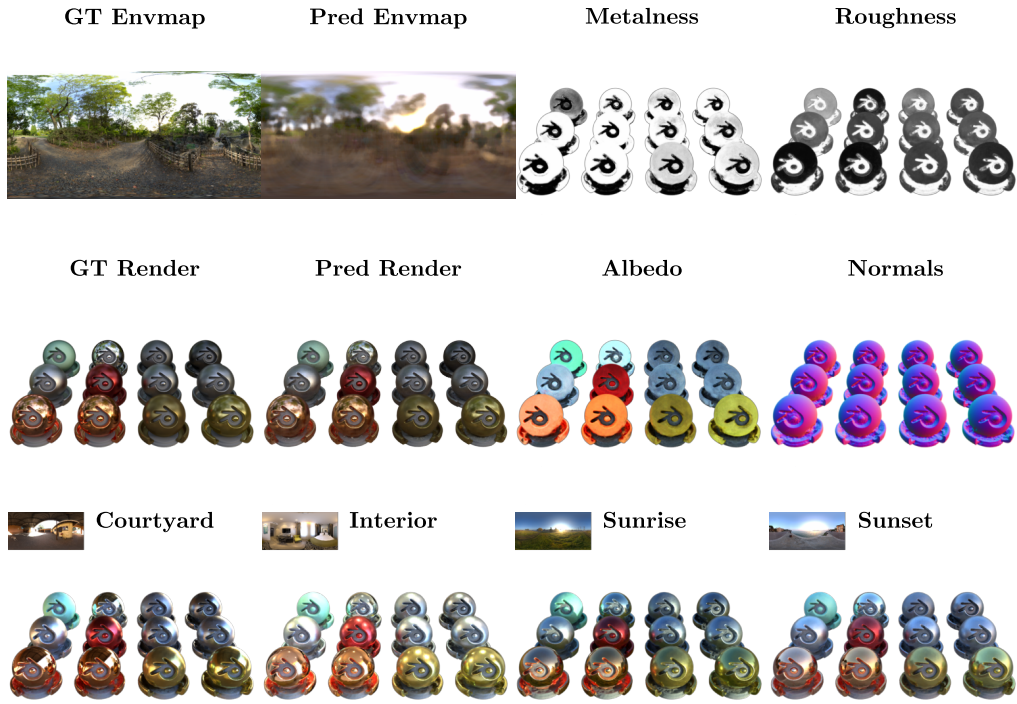 GT Envmap
Pred Envmap
Metalness
Roughness
GT Render
Pred Render
Albedo
Normals
Courtyard
Interior
Sunrise
Sunset